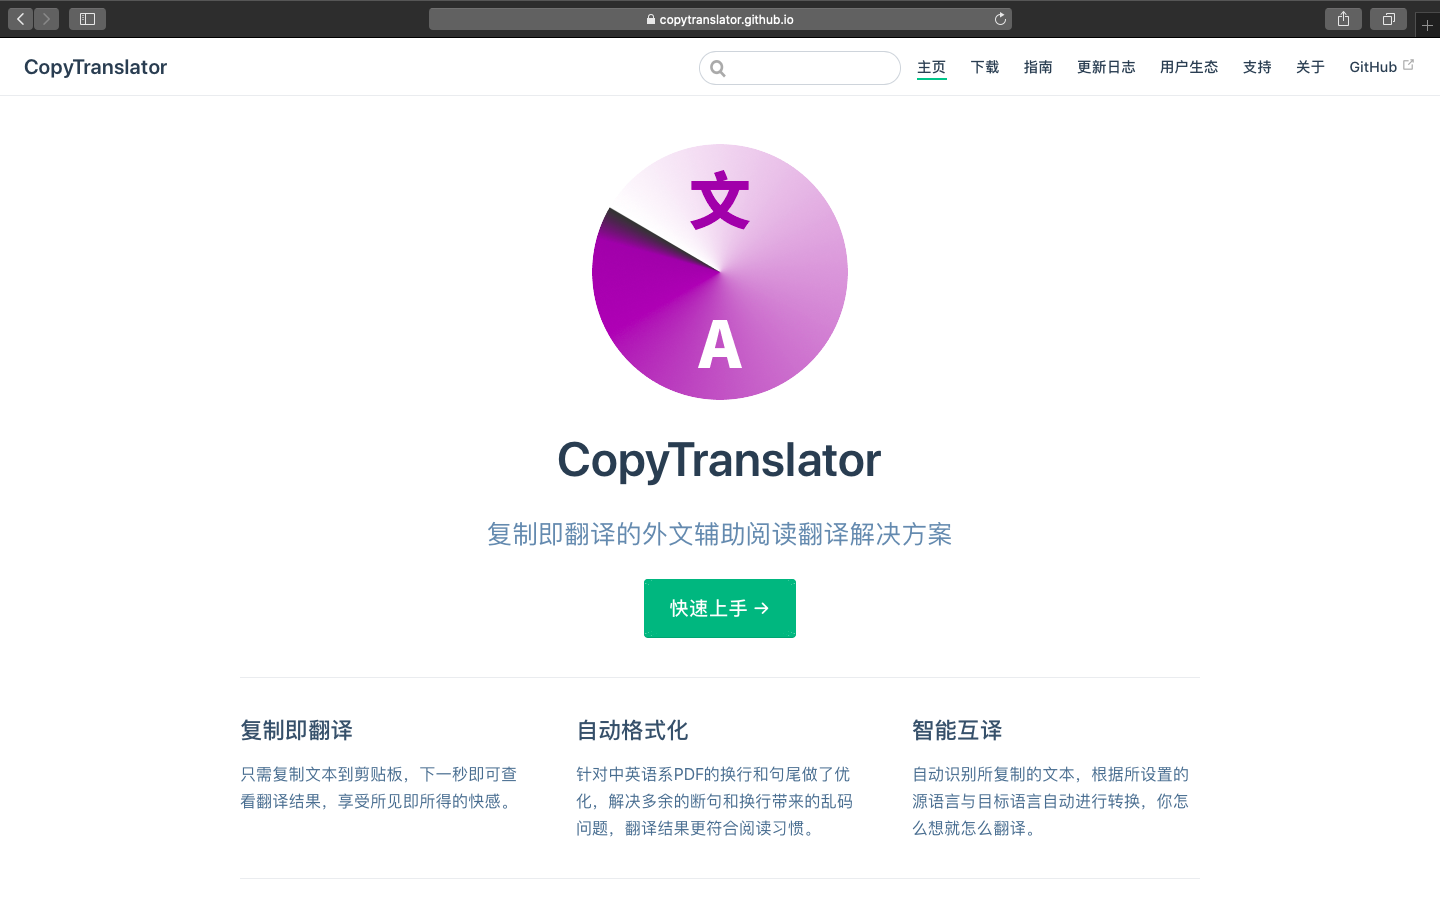 copytranslator.github.io
CopyTranslator
主页 下载 指南 更新日志 用户生态 支持 关于 GitHub
文
A
CopyTranslator
复制即翻译的外文辅助阅读翻译解决方案
快速上手 →
复制即翻译
只需复制文本到剪贴板，下一秒即可查
看翻译结果，享受所见即所得的快感。
自动格式化
针对中英语系PDF的换行和句尾做了优
化，解决多余的断句和换行带来的乱码
问题，翻译结果更符合阅读习惯。
智能互译
自动识别所复制的文本，根据所设置的
源语言与目标语言自动进行转换，你怎
么想就怎么翻译。